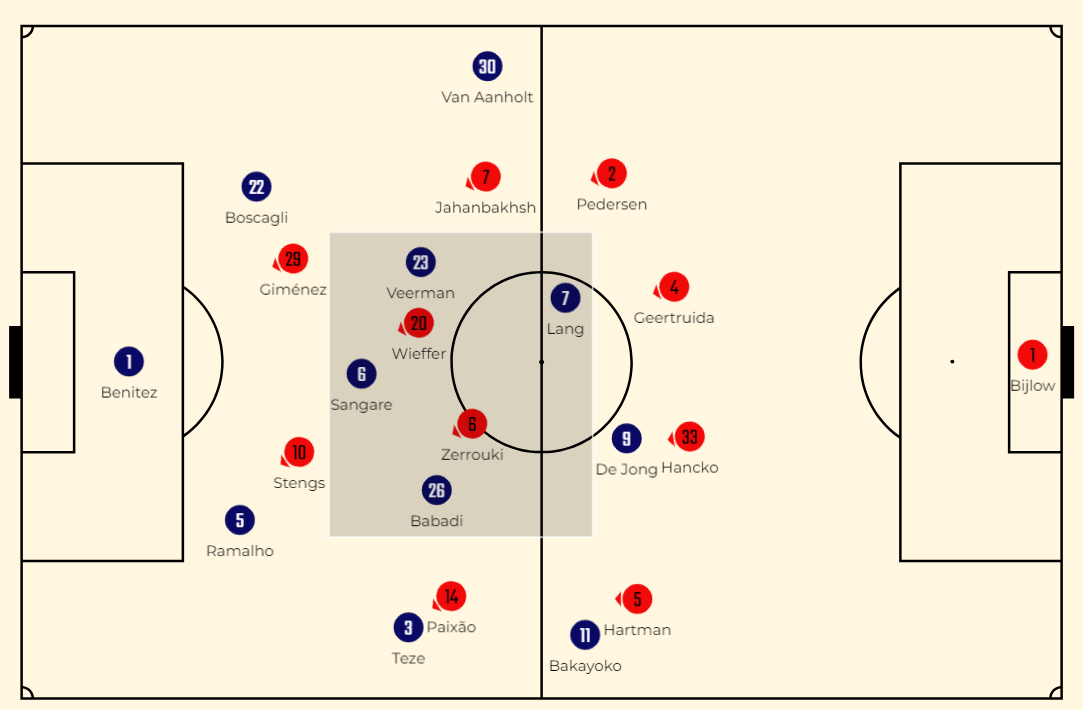 30
Van Aanholt
7
Jahanbakhsh
2
Pedersen
22
Boscagli
29
Giménez
23
Veerman
7
Lang
4
Geertruida
20
Wieffer
1
Benitez
6
Sangare
1
Bijlow
6
Zerrouki
9
De Jong
33
Hancko
10
Stengs
26
Babadi
5
Ramalho
14
Paixão
3
Teze
5
Hartman
11
Bakayoko